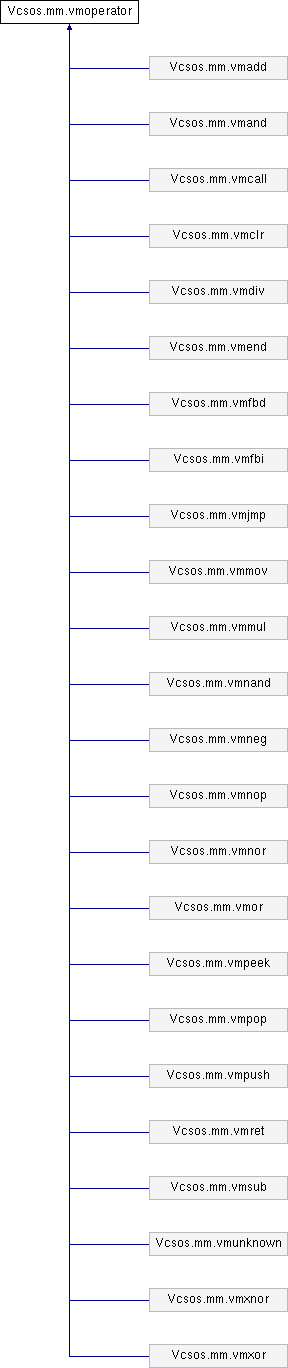 Vcsos.mm.vmoperator
Vcsos.mm.vmadd
Vcsos.mm.vmand
Vcsos.mm.vmcall
Vcsos.mm.vmclr
Vcsos.mm.vmdiv
Vcsos.mm.vmend
Vcsos.mm.vmfbd
Vcsos.mm.vmfbi
Vcsos.mm.vmjmp
Vcsos.mm.vmmov
Vcsos.mm.vmmul
Vcsos.mm.vmnand
Vcsos.mm.vmneg
Vcsos.mm.vmnop
Vcsos.mm.vmnor
Vcsos.mm.vmor
Vcsos.mm.vmpeek
Vcsos.mm.vmpop
Vcsos.mm.vmpush
Vcsos.mm.vmret
Vcsos.mm.vmsub
Vcsos.mm.vmunknown
Vcsos.mm.vmxnor
Vcsos.mm.vmxor